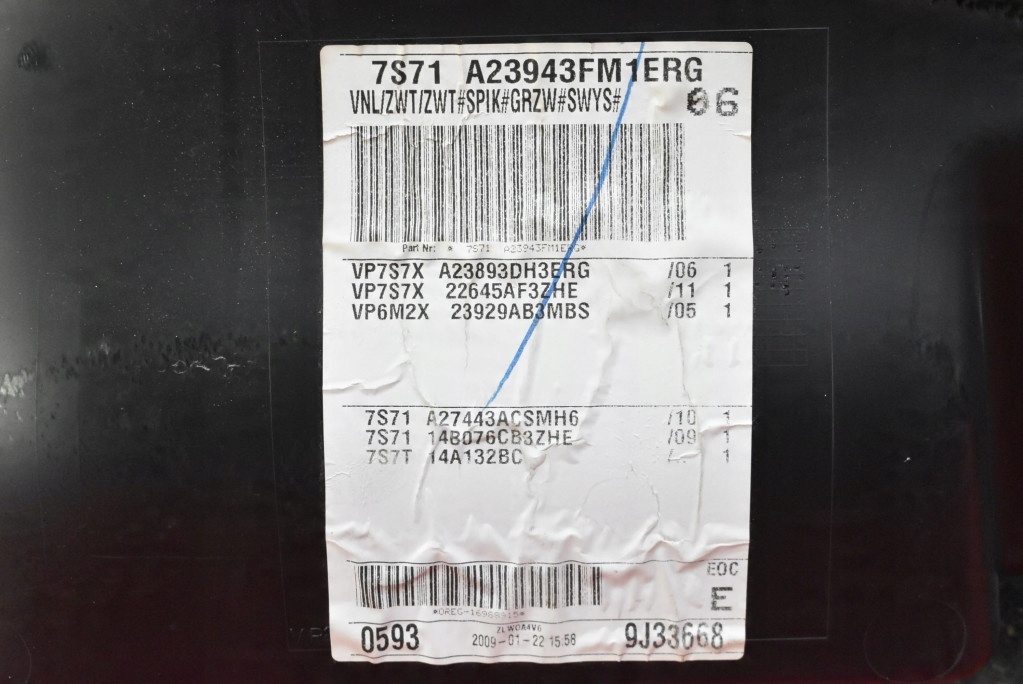 7S71 A23943FM1ERG
VNL/ZWT/ZWT#SPIK#GRZW#SWYS# 06
Part Nr: * 7S71 A23943FM1ERG*
VP7S7X A23893DH3ERG /06 1
VP7S7X 22645AF3ZHE /11 1
VP6M2X 23929AB3MBS /05 1
7S71 A27443ACSMH6 /10 1
7S71 14B076CB3ZHE /09 1
7S7T 14A132BC 1
EOC
E
ZLWOA4V6
0593 2009-01-22 15:58 9J33668